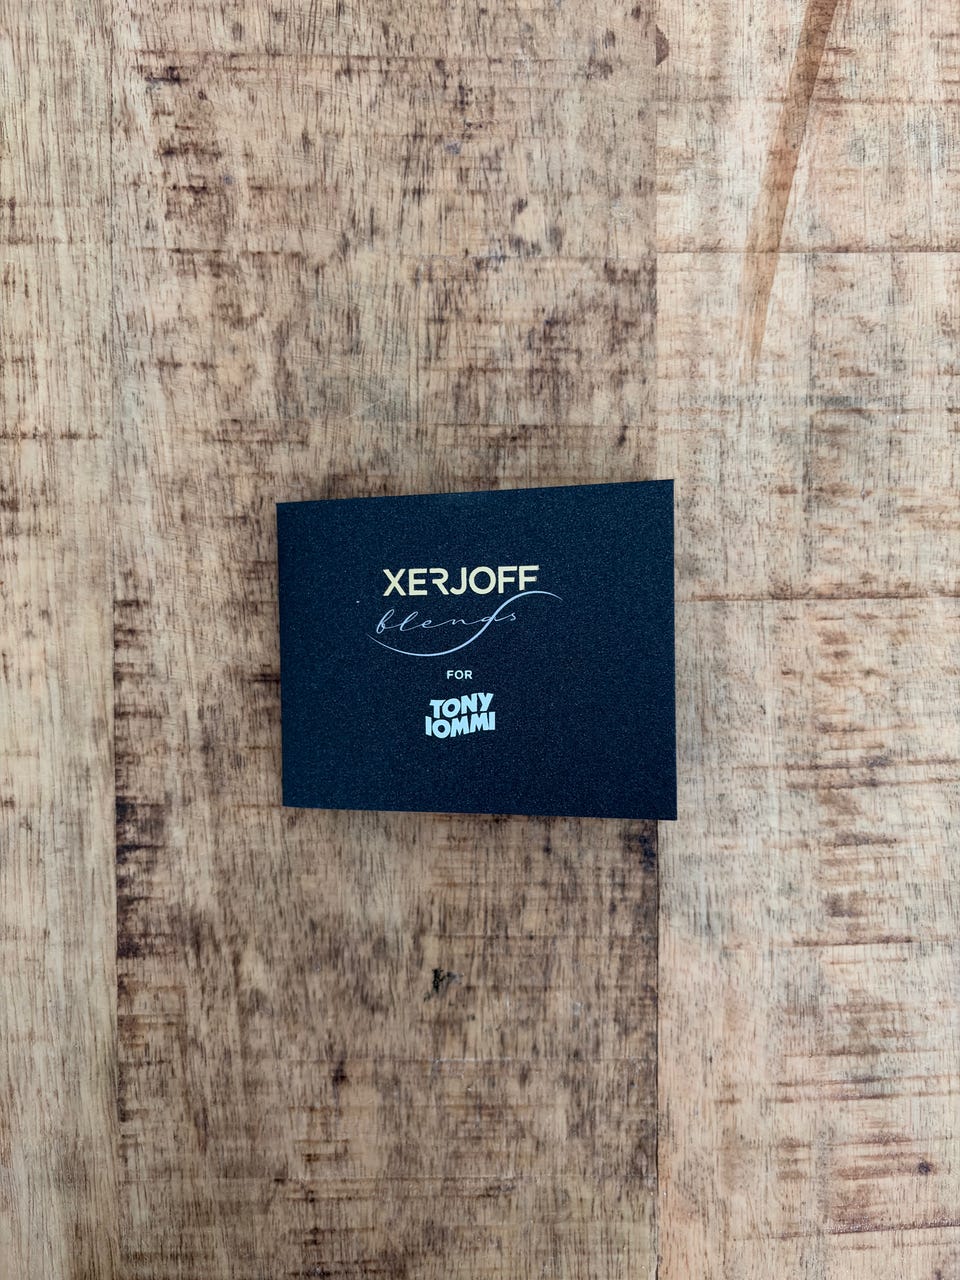 XERJOFF
blends
FOR
TONY
IOMMI